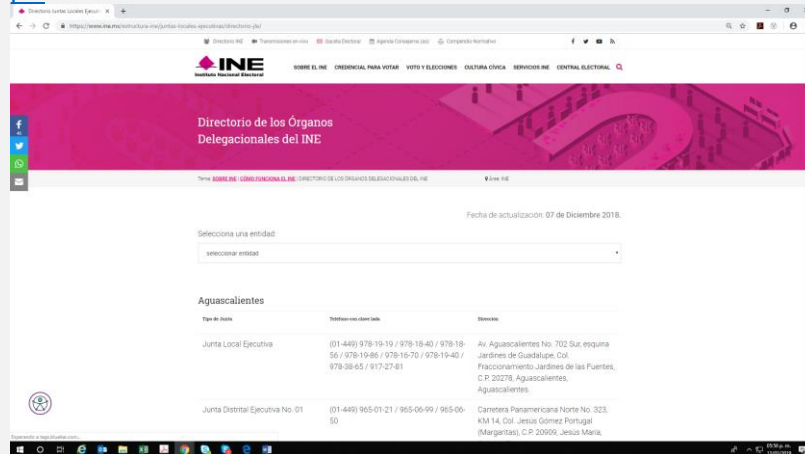 Directorio Juntas Locales Ejecuti
https://www.ine.mx/estructura-ine/juntas-locales-ejecutivas/directorio-jle/
Directorio INE Transmisiones en vivo Gaceta Electoral Agenda Consejeros (as) Compendio Normativo
INE
Instituto Nacional Electoral
SOBRE EL INE CREDENCIAL PARA VOTAR VOTO Y ELECCIONES CULTURA CÍVICA SERVICIOS INE CENTRAL ELECTORAL
Directorio de los Órganos
Delegacionales del INE
Tema: SOBRE INE | CÓMO FUNCIONA EL INE | DIRECTORIO DE LOS ÓRGANOS DELEGACIONALES DEL INE Área: INE
Fecha de actualización: 07 de Diciembre 2018.
Selecciona una entidad:
seleccionar entidad
Aguascalientes
Tipo de Junta Teléfono con clave lada Dirección
Junta Local Ejecutiva (01-449) 978-19-19 / 978-18-40 / 978-18- Av. Aguascalientes No. 702 Sur, esquina
56 / 978-19-86 / 978-16-70 / 978-19-40 / Jardines de Guadalupe, Col.
978-38-65 / 917-27-81 Fraccionamiento Jardines de las Fuentes,
C.P. 20278, Aguascalientes,
Aguascalientes.
Junta Distrital Ejecutiva No. 01 (01-449) 965-01-21 / 965-06-99 / 965-06- Carretera Panamericana Norte No. 323,
50 KM 14, Col. Jesús Gómez Portugal
(Margaritas), C.P. 20909, Jesús María,
05:56 p. m.